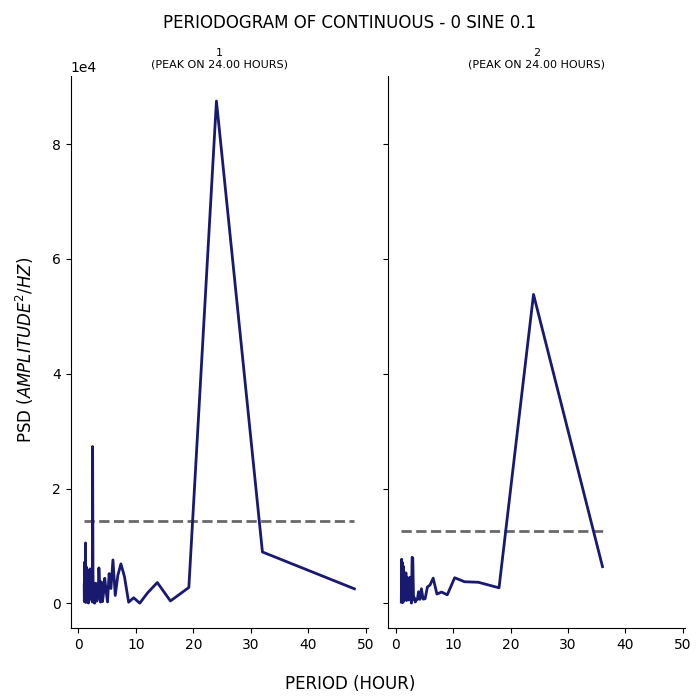 PERIODOGRAM OF CONTINUOUS - 0 SINE 0.1
1
(PEAK ON 24.00 HOURS)
2
(PEAK ON 24.00 HOURS)
1e4
8
6
4
2
0
PSD (AMPLITUDE²/HZ)
0 10 20 30 40 50
0 10 20 30 40 50
PERIOD (HOUR)